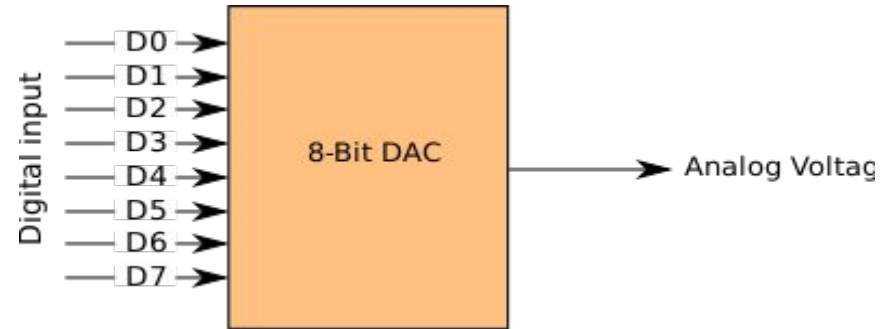 Digital input
D0
D1
D2
D3
D4
D5
D6
D7
8-Bit DAC
Analog Voltag